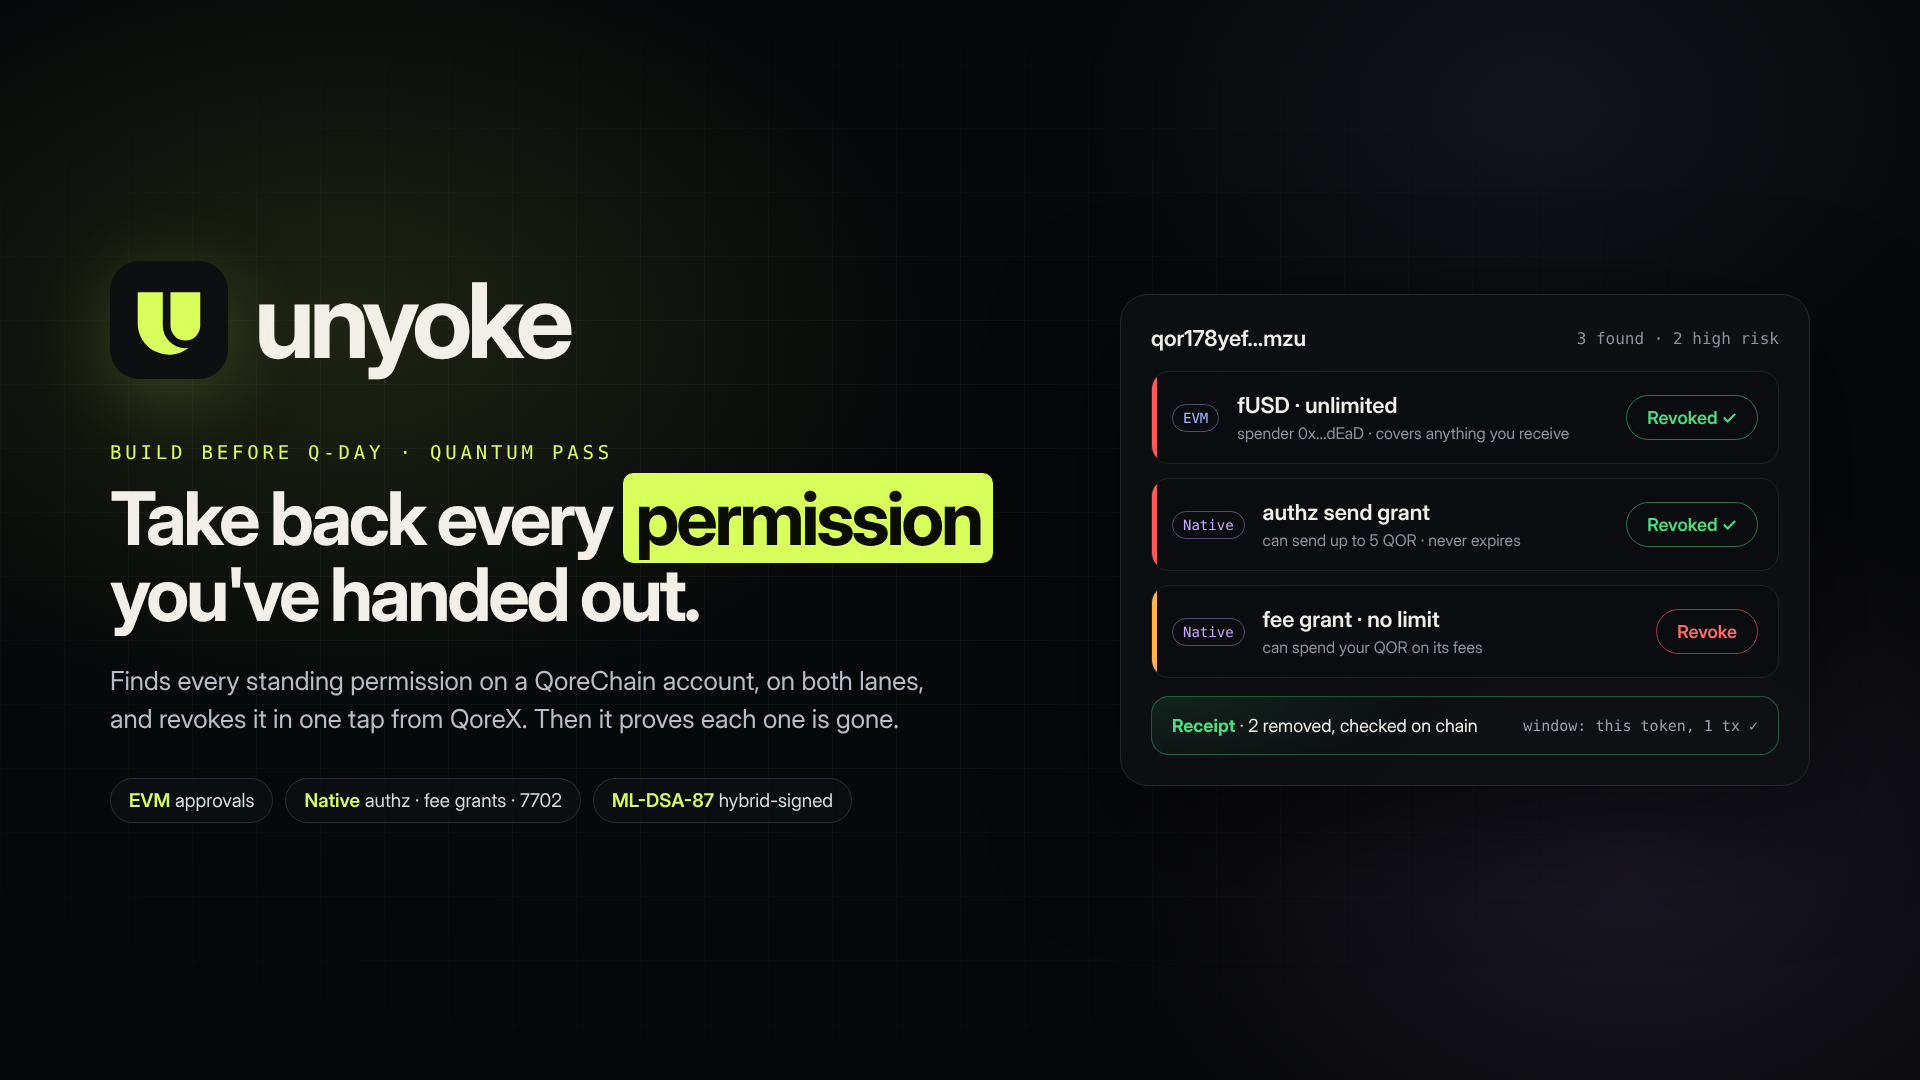 unyoke
BUILD BEFORE Q-DAY · QUANTUM PASS
Take back every permission
you've handed out.
Finds every standing permission on a QoreChain account, on both lanes,
and revokes it in one tap from QoreX. Then it proves each one is gone.
EVM approvals
Native authz · fee grants · 7702
ML-DSA-87 hybrid-signed
qor178yef...mzu
3 found · 2 high risk
EVM
fUSD · unlimited
spender 0x...dEaD · covers anything you receive
Revoked ✓
Native
authz send grant
can send up to 5 QOR · never expires
Revoked ✓
Native
fee grant · no limit
can spend your QOR on its fees
Revoke
Receipt · 2 removed, checked on chain
window: this token, 1 tx ✓